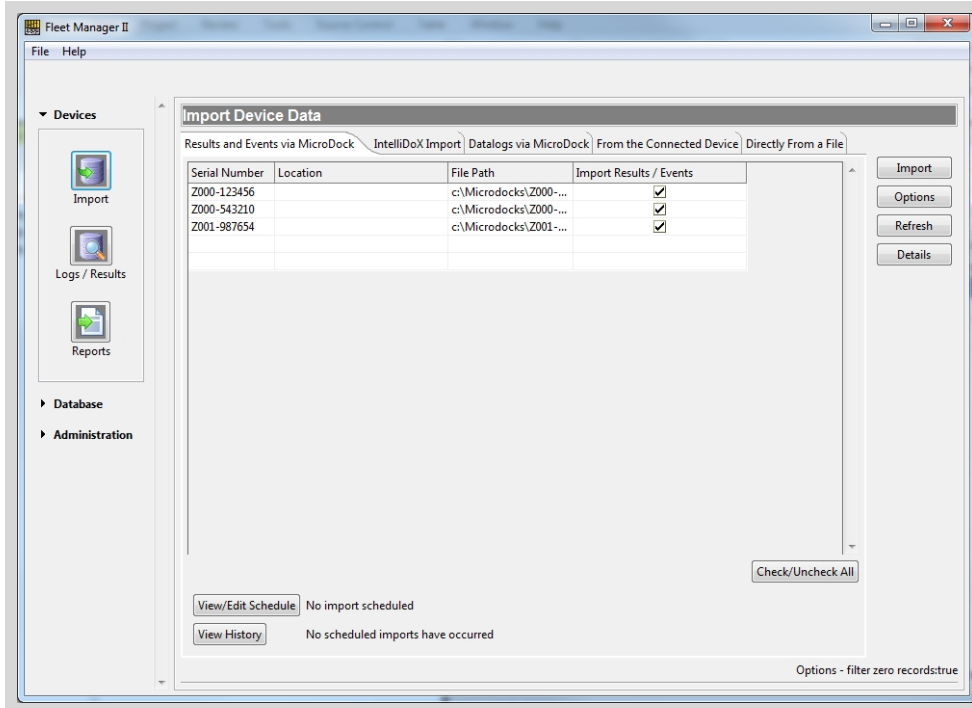 Fleet Manager II
File Help
Devices
Import
Logs / Results
Reports
Database
Administration
Import Device Data
Results and Events via MicroDock IntelliDoX Import Datalogs via MicroDock From the Connected Device Directly From a File
Serial Number Location File Path Import Results / Events
Z000-123456 c:\Microdocks\Z000-...
Z000-543210 c:\Microdocks\Z000-...
Z001-987654 c:\Microdocks\Z001-...
Import
Options
Refresh
Details
Check/Uncheck All
View/Edit Schedule No import scheduled
View History No scheduled imports have occurred
Options - filter zero records:true